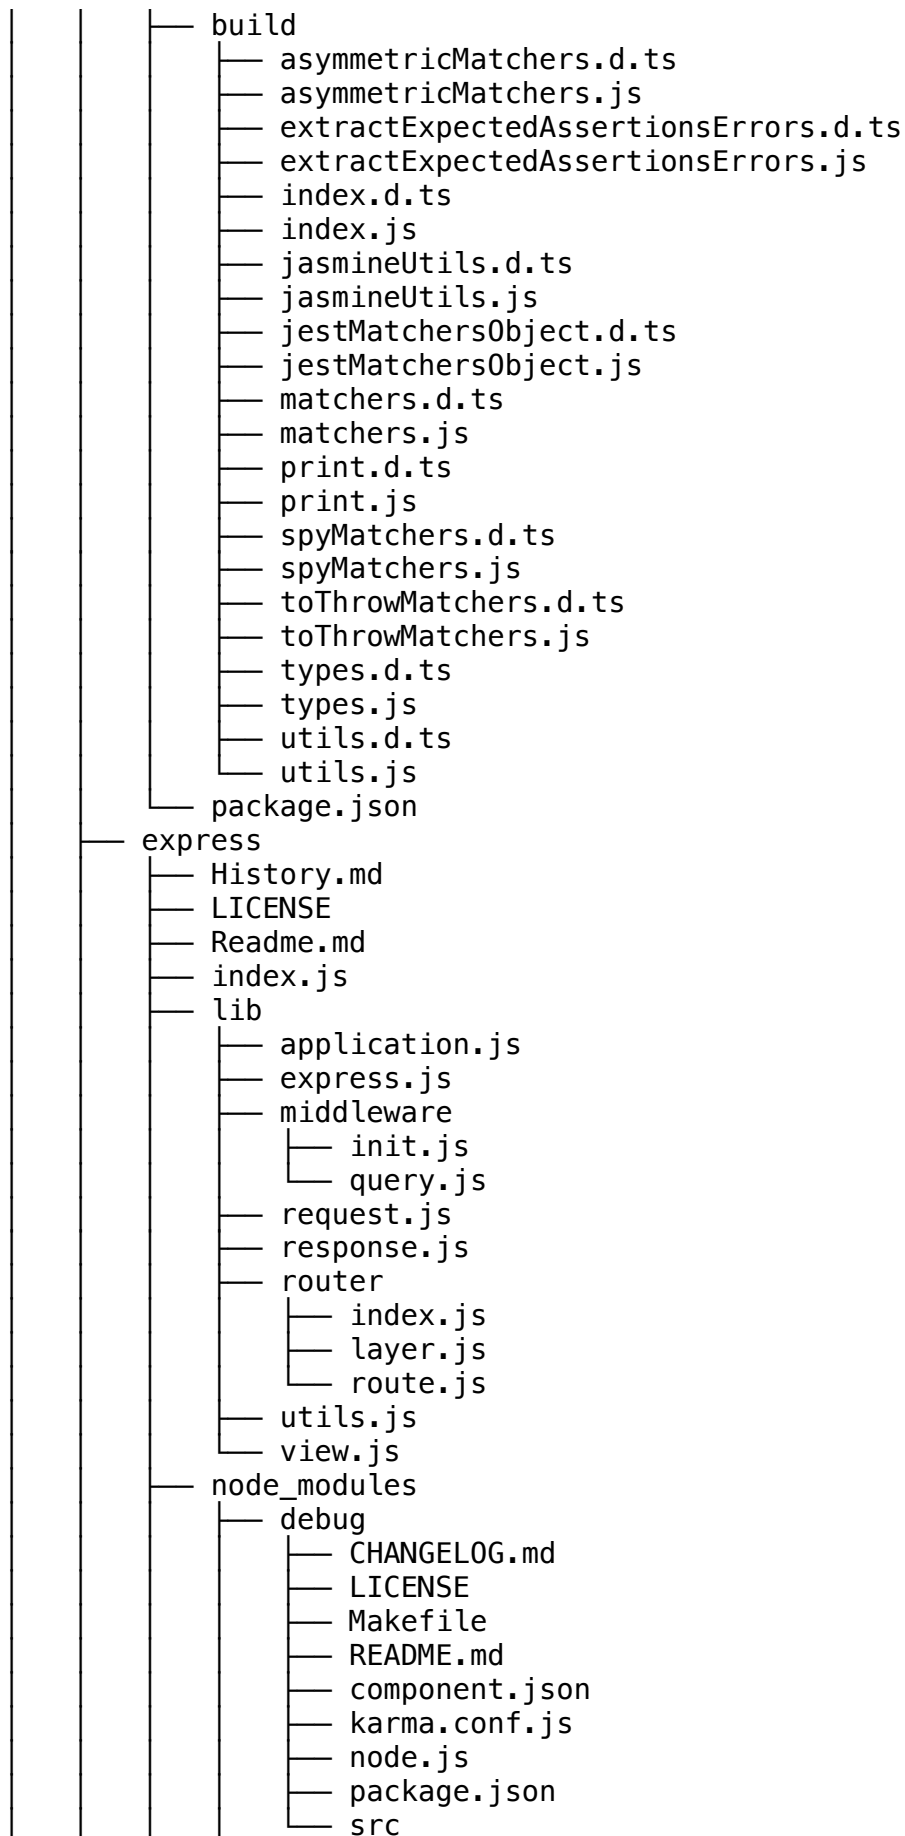 │   │   │   ├── build
│   │   │   │   ├── asymmetricMatchers.d.ts
│   │   │   │   ├── asymmetricMatchers.js
│   │   │   │   ├── extractExpectedAssertionsErrors.d.ts
│   │   │   │   ├── extractExpectedAssertionsErrors.js
│   │   │   │   ├── index.d.ts
│   │   │   │   ├── index.js
│   │   │   │   ├── jasmineUtils.d.ts
│   │   │   │   ├── jasmineUtils.js
│   │   │   │   ├── jestMatchersObject.d.ts
│   │   │   │   ├── jestMatchersObject.js
│   │   │   │   ├── matchers.d.ts
│   │   │   │   ├── matchers.js
│   │   │   │   ├── print.d.ts
│   │   │   │   ├── print.js
│   │   │   │   ├── spyMatchers.d.ts
│   │   │   │   ├── spyMatchers.js
│   │   │   │   ├── toThrowMatchers.d.ts
│   │   │   │   ├── toThrowMatchers.js
│   │   │   │   ├── types.d.ts
│   │   │   │   ├── types.js
│   │   │   │   ├── utils.d.ts
│   │   │   │   └── utils.js
│   │   │   └── package.json
│   │   ├── express
│   │   │   ├── History.md
│   │   │   ├── LICENSE
│   │   │   ├── Readme.md
│   │   │   ├── index.js
│   │   │   ├── lib
│   │   │   │   ├── application.js
│   │   │   │   ├── express.js
│   │   │   │   ├── middleware
│   │   │   │   │   ├── init.js
│   │   │   │   │   └── query.js
│   │   │   │   ├── request.js
│   │   │   │   ├── response.js
│   │   │   │   ├── router
│   │   │   │   │   ├── index.js
│   │   │   │   │   ├── layer.js
│   │   │   │   │   └── route.js
│   │   │   │   ├── utils.js
│   │   │   │   └── view.js
│   │   │   ├── node_modules
│   │   │   │   ├── debug
│   │   │   │   │   ├── CHANGELOG.md
│   │   │   │   │   ├── LICENSE
│   │   │   │   │   ├── Makefile
│   │   │   │   │   ├── README.md
│   │   │   │   │   ├── component.json
│   │   │   │   │   ├── karma.conf.js
│   │   │   │   │   ├── node.js
│   │   │   │   │   ├── package.json
│   │   │   │   │   └── src